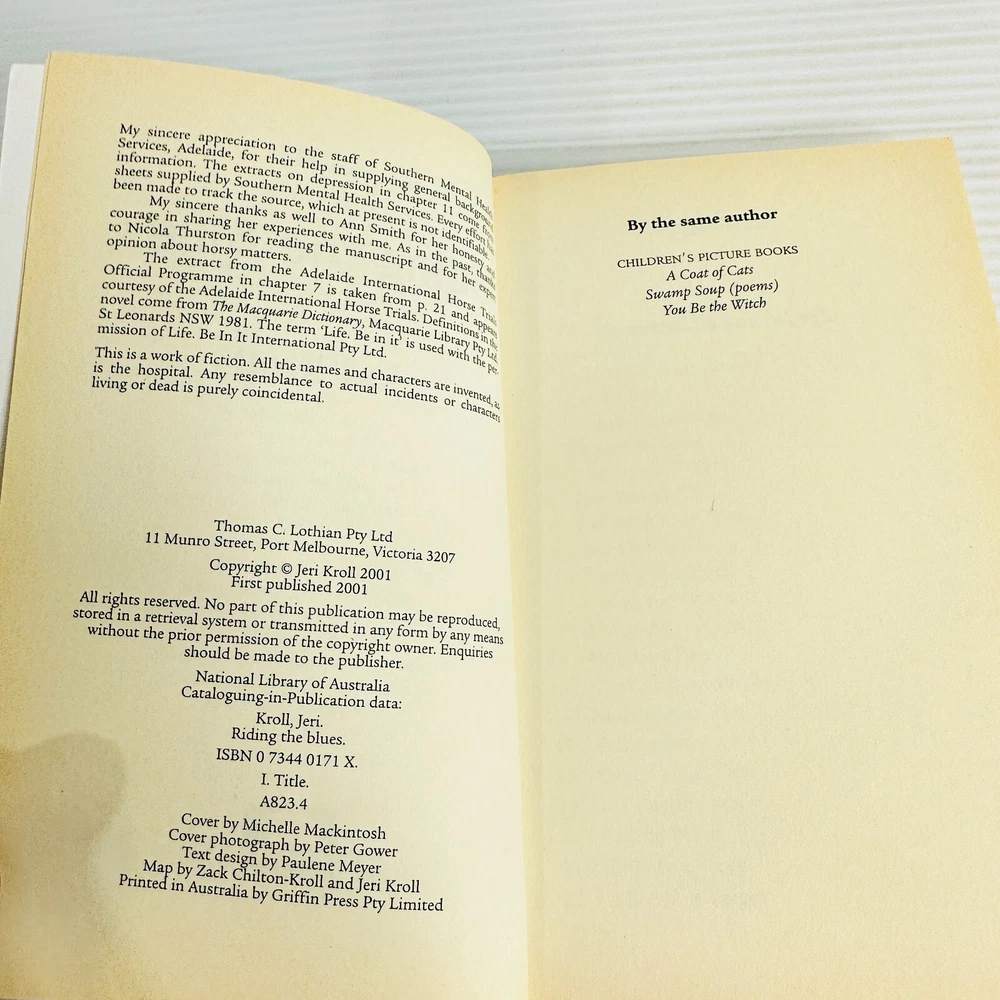 My sincere appreciation to the staff of Southern Mental Health
Services, Adelaide, for their help in supplying general background
information. The extracts on depression in chapter 11 come from
sheets supplied by Southern Mental Health Services. Every effort has
been made to track the source, which at present is not identifiable.
My sincere thanks as well to Ann Smith for her honesty and
courage in sharing her experiences with me. As in the past, thanks
to Nicola Thurston for reading the manuscript and for her expert
opinion about horsy matters.
The extract from the Adelaide International Horse Trials
Official Programme in chapter 7 is taken from p. 21 and appears
courtesy of the Adelaide International Horse Trials. Definitions in the
novel come from The Macquarie Dictionary, Macquarie Library Pty Ltd,
St Leonards NSW 1981. The term ‘Life. Be in it’ is used with the per-
mission of Life. Be In It International Pty Ltd.
This is a work of fiction. All the names and characters are invented, as
is the hospital. Any resemblance to actual incidents or characters
living or dead is purely coincidental.
Thomas C. Lothian Pty Ltd
11 Munro Street, Port Melbourne, Victoria 3207
Copyright © Jeri Kroll 2001
First published 2001
All rights reserved. No part of this publication may be reproduced,
stored in a retrieval system or transmitted in any form by any means
without the prior permission of the copyright owner. Enquiries
should be made to the publisher.
National Library of Australia
Cataloguing-in-Publication data:
Kroll, Jeri.
Riding the blues.
ISBN 0 7344 0171 X.
I. Title.
A823.4
Cover by Michelle Mackintosh
Cover photograph by Peter Gower
Text design by Paulene Meyer
Map by Zack Chilton-Kroll and Jeri Kroll
Printed in Australia by Griffin Press Pty Limited
By the same author
CHILDREN'S PICTURE BOOKS
A Coat of Cats
Swamp Soup (poems)
You Be the Witch